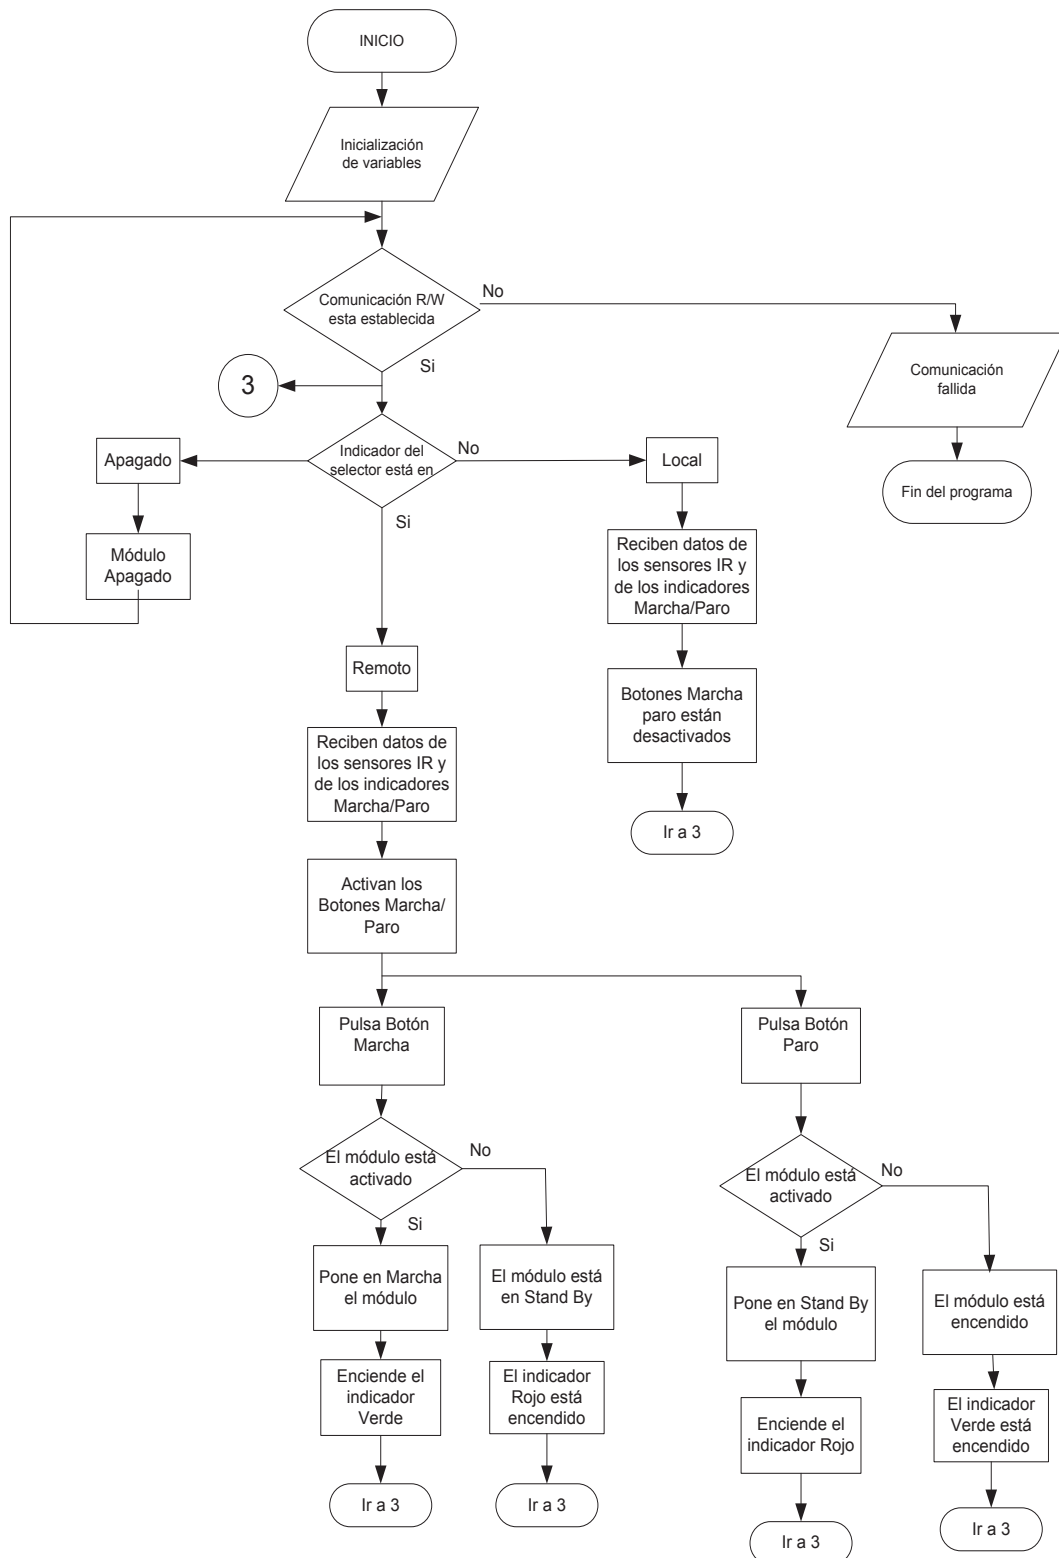 INICIO
Inicialización
de variables
Comunicación R/W
esta establecida
No
Si
Comunicación
fallida
Fin del programa
3
Indicador del
selector está en
No
Si
Apagado
Módulo
Apagado
Local
Reciben datos de
los sensores IR y
de los indicadores
Marcha/Paro
Botones Marcha
paro están
desactivados
Ir a 3
Remoto
Reciben datos de
los sensores IR y
de los indicadores
Marcha/Paro
Activan los
Botones Marcha/
Paro
Pulsa Botón
Marcha
El módulo está
activado
No
Si
Pone en Marcha
el módulo
Enciende el
indicador
Verde
Ir a 3
El módulo está
en Stand By
El indicador
Rojo está
encendido
Ir a 3
Pulsa Botón
Paro
El módulo está
activado
No
Si
Pone en Stand By
el módulo
Enciende el
indicador Rojo
Ir a 3
El módulo está
encendido
El indicador
Verde está
encendido
Ir a 3